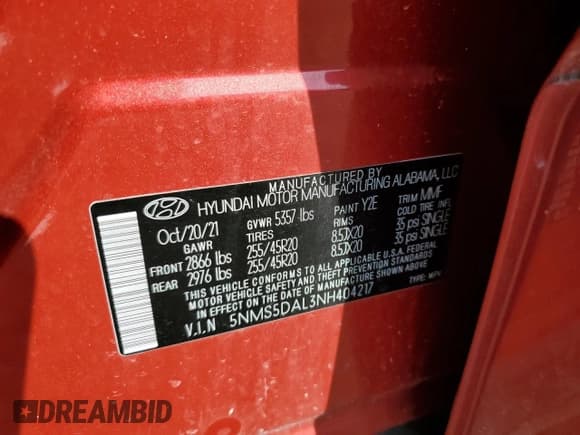 MANUFACTURED BY
HYUNDAI MOTOR MANUFACTURING ALABAMA, LLC
Oct/20/21 GVWR 5357 lbs PAINT Y2E TRIM MMF
GAWR TIRES RIMS COLD TIRE INFL.
FRONT 2866 lbs 255/45R20 8.5JX20 35 psi SINGLE
REAR 2976 lbs 255/45R20 8.5JX20 35 psi SINGLE
THIS VEHICLE CONFORMS TO ALL APPLICABLE U.S.A. FEDERAL
MOTOR VEHICLE SAFETY BUMPER, AND THEFT PREVENTION STANDARDS
IN EFFECT ON THE DATE OF MANUFACTURE SHOWN ABOVE.
V.I.N 5NMS5DAL3NH404217 TYPE: MPV
DREAMBID